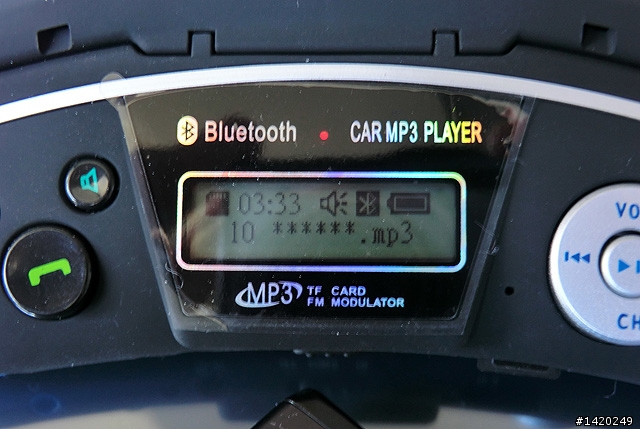 Bluetooth CAR MP3 PLAYER
03:33
10 ******.mp3
MP3 TF CARD
FM MODULATOR
VO
CH
#1420249